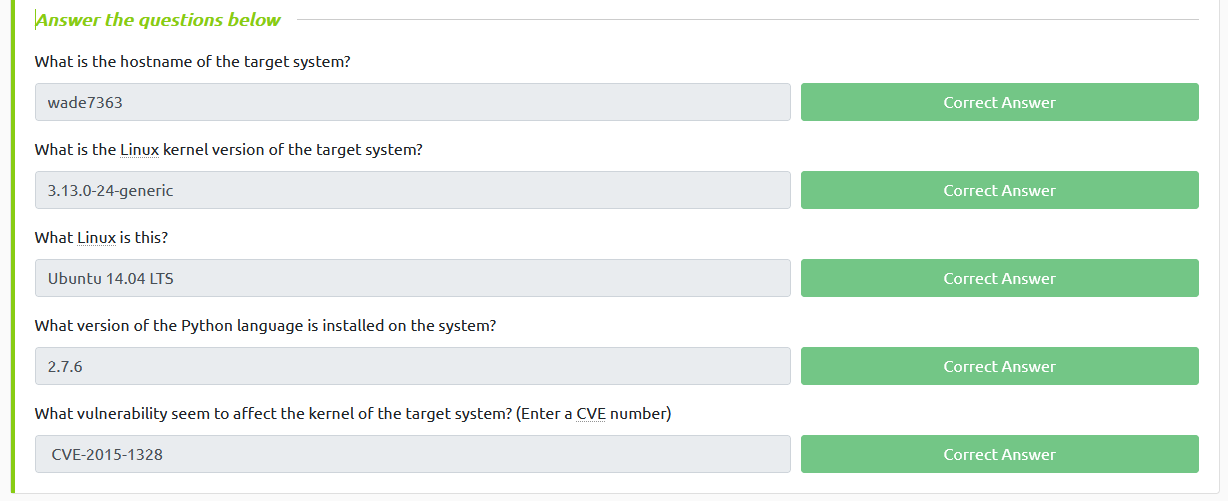 Answer the questions below
What is the hostname of the target system?
wade7363
Correct Answer
What is the Linux kernel version of the target system?
3.13.0-24-generic
Correct Answer
What Linux is this?
Ubuntu 14.04 LTS
Correct Answer
What version of the Python language is installed on the system?
2.7.6
Correct Answer
What vulnerability seem to affect the kernel of the target system? (Enter a CVE number)
CVE-2015-1328
Correct Answer